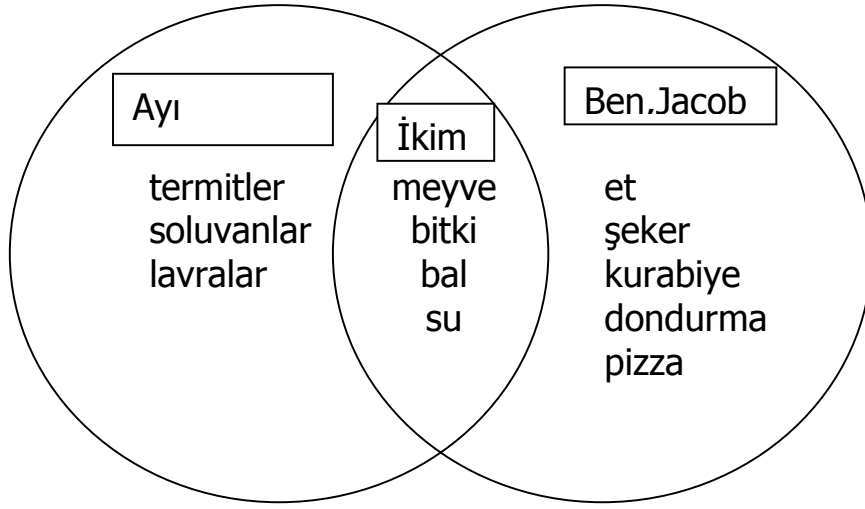 Ayı
termitler
soluvanlar
lavralar
İkim
meyve
bitki
bal
su
Ben.Jacob
et
şeker
kurabiye
dondurma
pizza